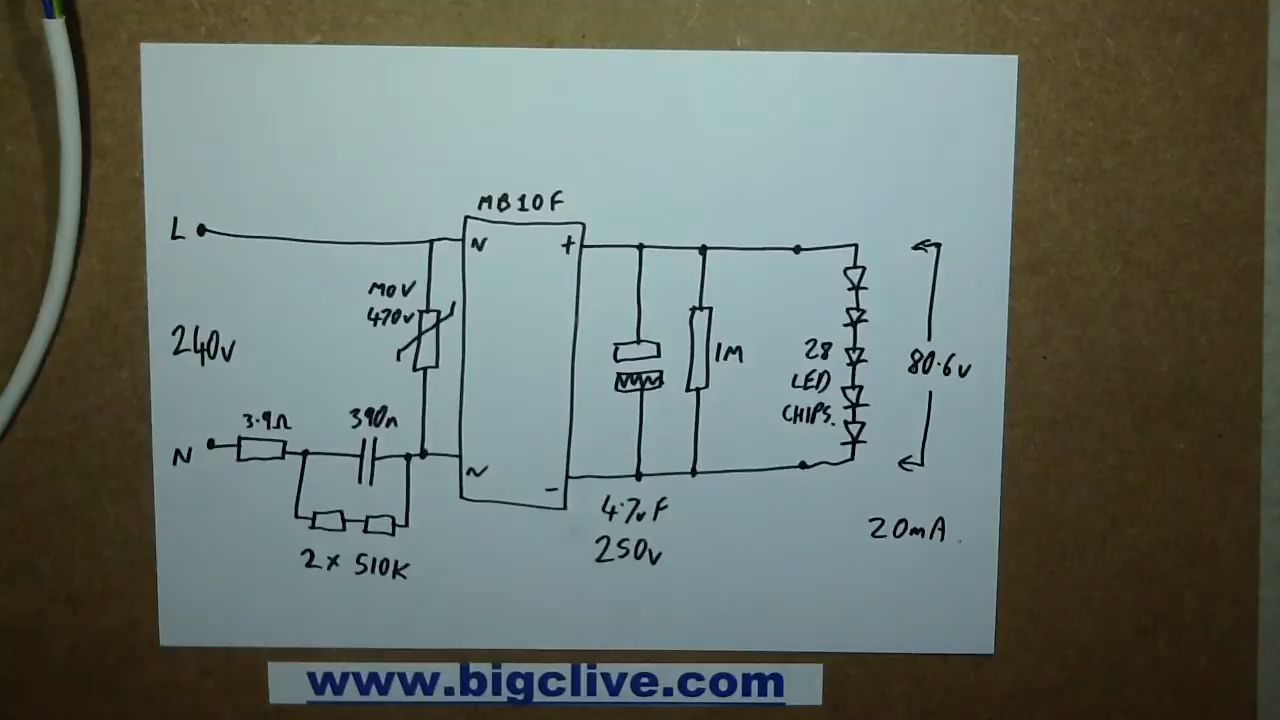 MB10F
L
N
+
MOV
470v
240v
28
LED
CHIPS.
1M
80.6v
3.9Ω
390n
N
N
-
4.7uF
250v
20mA.
2x 510K
www.bigclive.com